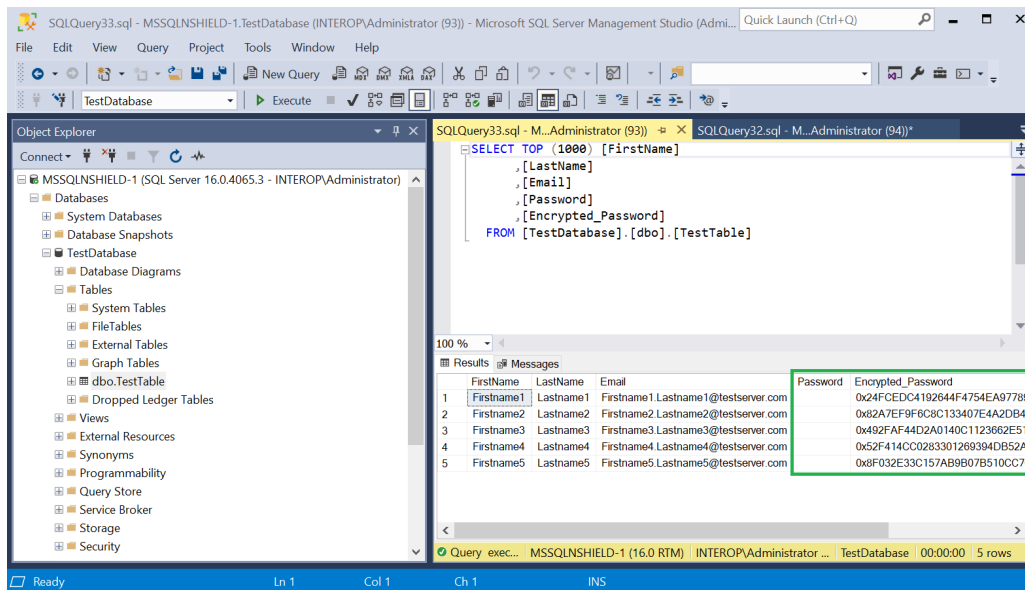 SQLQuery33.sql - MSSQLNSHIELD-1.TestDatabase (INTEROP\Administrator (93)) - Microsoft SQL Server Management Studio (Admi...
Quick Launch (Ctrl+Q)
File Edit View Query Project Tools Window Help
New Query MDX DMX XMLA DAX
TestDatabase Execute
Object Explorer
Connect
MSSQLNSHIELD-1 (SQL Server 16.0.4065.3 - INTEROP\Administrator)
Databases
System Databases
Database Snapshots
TestDatabase
Database Diagrams
Tables
System Tables
FileTables
External Tables
Graph Tables
dbo.TestTable
Dropped Ledger Tables
Views
External Resources
Synonyms
Programmability
Query Store
Service Broker
Storage
Security
SQLQuery33.sql - M...Administrator (93)) SQLQuery32.sql - M...Administrator (94))*
SELECT TOP (1000) [FirstName]
,[LastName]
,[Email]
,[Password]
,[Encrypted_Password]
FROM [TestDatabase].[dbo].[TestTable]
100 %
Results Messages
FirstName LastName Email Password Encrypted_Password
1 Firstname1 Lastname1 Firstname1.Lastname1@testserver.com 0x24FCEDC4192644F4754EA9778
2 Firstname2 Lastname2 Firstname2.Lastname2@testserver.com 0x82A7EF9F6C8C133407E4A2DB4
3 Firstname3 Lastname3 Firstname3.Lastname3@testserver.com 0x492FAF44D2A0140C1123662E51
4 Firstname4 Lastname4 Firstname4.Lastname4@testserver.com 0x52F414CC0283301269394DB52A
5 Firstname5 Lastname5 Firstname5.Lastname5@testserver.com 0x8F032E33C157AB9B07B510CC7
Query exec... MSSQLNSHIELD-1 (16.0 RTM) INTEROP\Administrator ... TestDatabase 00:00:00 5 rows
Ready Ln 1 Col 1 Ch 1 INS